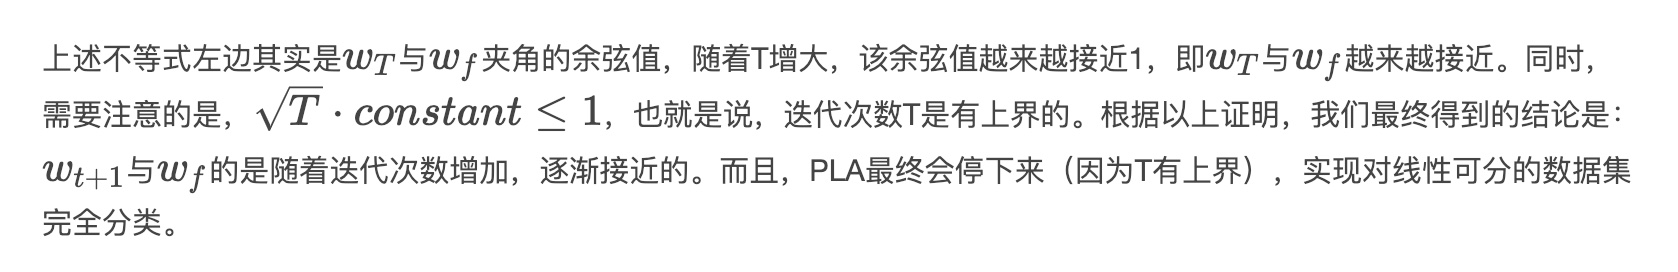 上述不等式左边其实是$w_T$与$w_f$夹角的余弦值，随着T增大，该余弦值越来越接近1，即$w_T$与$w_f$越来越接近。同时，
需要注意的是，$\sqrt{T} \cdot constant \leq 1$，也就是说，迭代次数T是有上界的。根据以上证明，我们最终得到的结论是：
$w_{t+1}$与$w_f$的是随着迭代次数增加，逐渐接近的。而且，PLA最终会停下来（因为T有上界），实现对线性可分的数据集
完全分类。